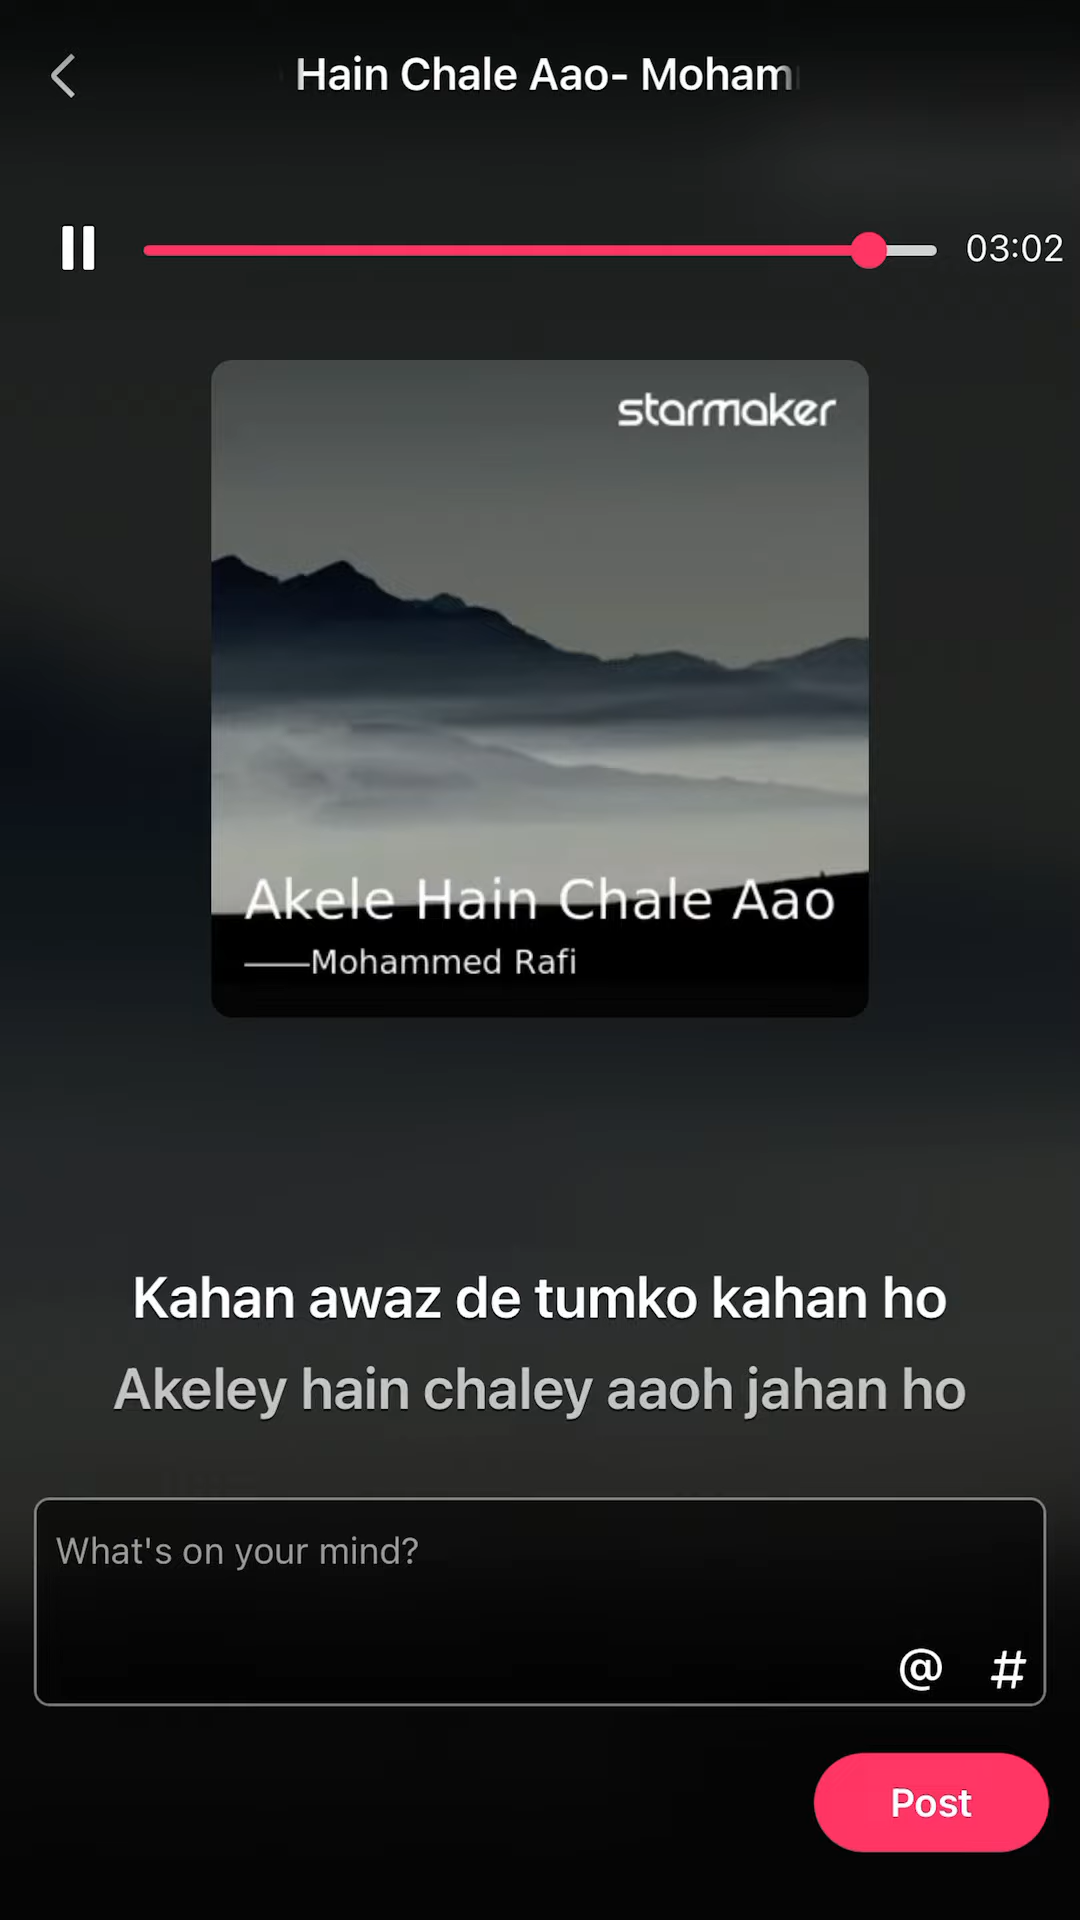 Hain Chale Aao- Moham
03:02
starmaker
Akele Hain Chale Aao
——Mohammed Rafi
Kahan awaz de tumko kahan ho
Akeley hain chaley aaoh jahan ho
What's on your mind?
@ #
Post